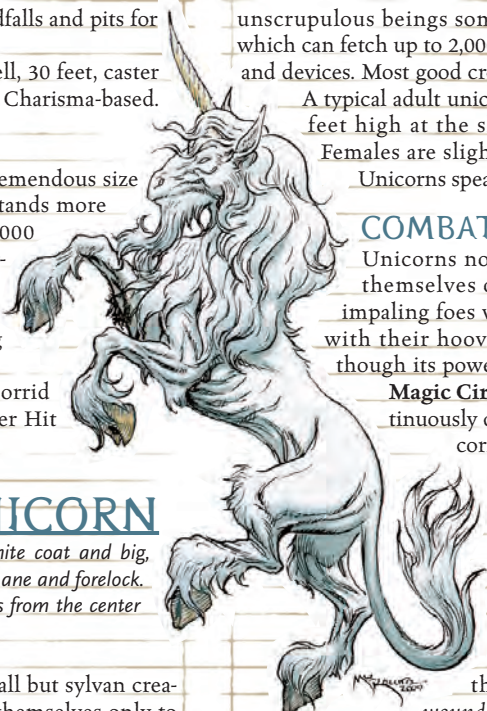 dfalls and pits for
ell, 30 feet, caster
Charisma-based.
emendous size
tands more
000
-
g
orrid
er Hit
NICORN
hite coat and big,
ane and forelock.
s from the center
all but sylvan crea-
themselves only to
unscrupulous beings som
which can fetch up to 2,00
and devices. Most good cr
A typical adult unic
feet high at the s
Females are sligh
Unicorns spea
COMBAT
Unicorns no
themselves o
impaling foes w
with their hoov
though its powe
Magic Cir
tinuously o
cor
th
wound